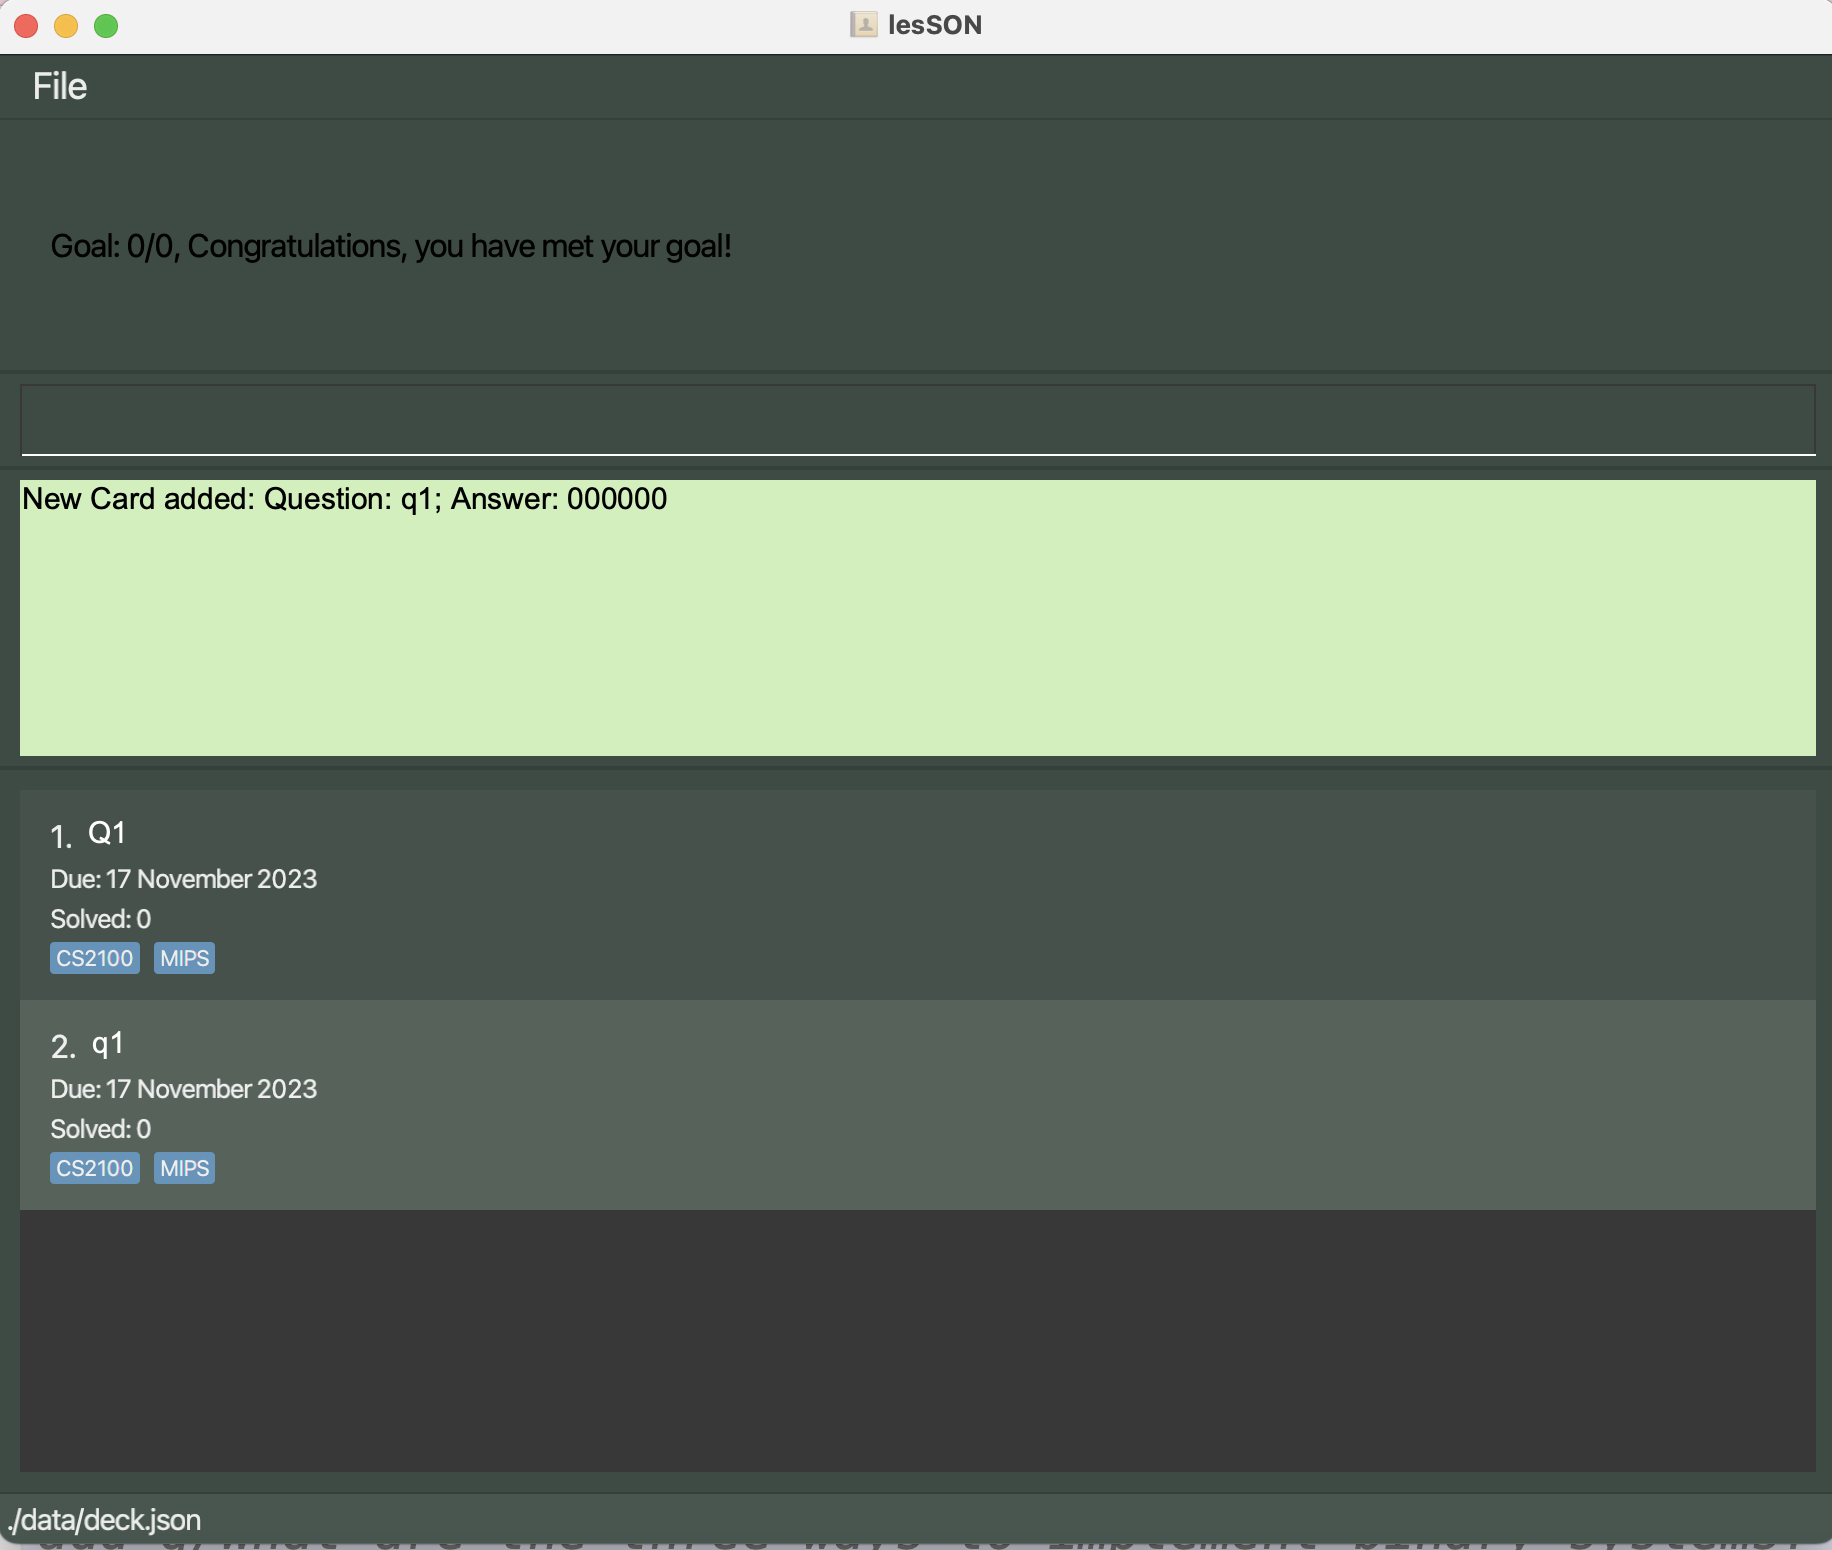 lesSON
File
Goal: 0/0, Congratulations, you have met your goal!
New Card added: Question: q1; Answer: 000000
1. Q1
Due: 17 November 2023
Solved: 0
CS2100 MIPS
2. q1
Due: 17 November 2023
Solved: 0
CS2100 MIPS
./data/deck.json